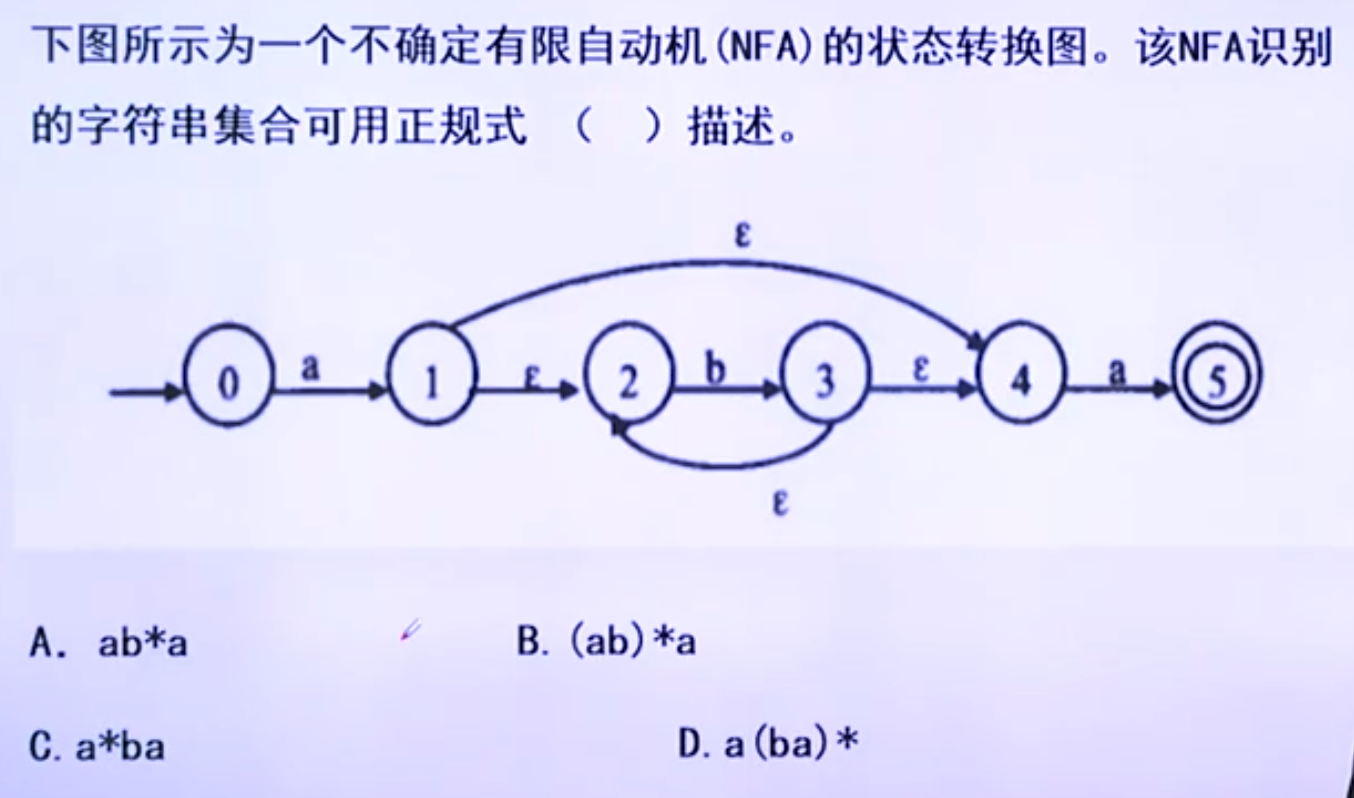 下图所示为一个不确定有限自动机(NFA)的状态转换图。该NFA识别
的字符串集合可用正规式 （ ）描述。
ε
0 a 1 ε 2 b 3 ε 4 a 5
ε
A. ab*a B. (ab)*a
C. a*ba D. a(ba)*